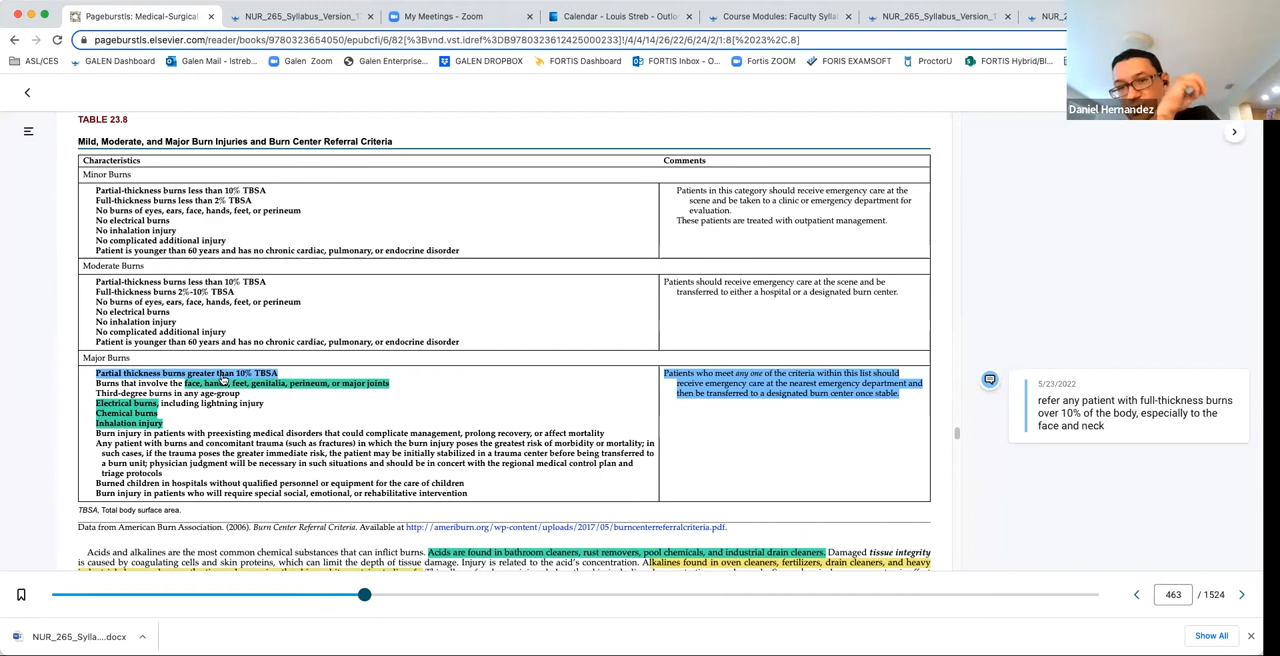 Pageburstls: Medical-Surgical
NUR_265_Syllabus_Version_1
My Meetings - Zoom
Calendar - Louis Streb - Outlo
Course Modules: Faculty Sylla
NUR_265_Syllabus_Version_1
NUR_2
pageburstls.elsevier.com/reader/books/9780323654050/epubcfi/6/82[%3Bvnd.vst.idref%3DB9780323612425000233]!/4/4/14/26/22/6/24/2/1:8[%2023%2C.8]
ASL/CES
GALEN Dashboard
Galen Mail - lstreb...
Galen Zoom
Galen Enterprise...
GALEN DROPBOX
FORTIS Dashboard
FORTIS Inbox - O...
Fortis ZOOM
FORIS EXAMSOFT
ProctorU
FORTIS Hybrid/Bl...
Daniel Hernandez
TABLE 23.8
Mild, Moderate, and Major Burn Injuries and Burn Center Referral Criteria
Characteristics
Comments
Minor Burns
Partial-thickness burns less than 10% TBSA
Full-thickness burns less than 2% TBSA
No burns of eyes, ears, face, hands, feet, or perineum
No electrical burns
No inhalation injury
No complicated additional injury
Patient is younger than 60 years and has no chronic cardiac, pulmonary, or endocrine disorder
Patients in this category should receive emergency care at the
scene and be taken to a clinic or emergency department for
evaluation.
These patients are treated with outpatient management.
Moderate Burns
Partial-thickness burns less than 10% TBSA
Full-thickness burns 2%-10% TBSA
No burns of eyes, ears, face, hands, feet, or perineum
No electrical burns
No inhalation injury
No complicated additional injury
Patient is younger than 60 years and has no chronic cardiac, pulmonary, or endocrine disorder
Patients should receive emergency care at the scene and be
transferred to either a hospital or a designated burn center.
Major Burns
Partial thickness burns greater than 10% TBSA
Burns that involve the face, hands, feet, genitalia, perineum, or major joints
Third-degree burns in any age-group
Electrical burns, including lightning injury
Chemical burns
Inhalation injury
Burn injury in patients with preexisting medical disorders that could complicate management, prolong recovery, or affect mortality
Any patient with burns and concomitant trauma (such as fractures) in which the burn injury poses the greatest risk of morbidity or mortality; in
such cases, if the trauma poses the greater immediate risk, the patient may be initially stabilized in a trauma center before being transferred to
a burn unit; physician judgment will be necessary in such situations and should be in concert with the regional medical control plan and
triage protocols
Burned children in hospitals without qualified personnel or equipment for the care of children
Burn injury in patients who will require special social, emotional, or rehabilitative intervention
Patients who meet any one of the criteria within this list should
receive emergency care at the nearest emergency department and
then be transferred to a designated burn center once stable.
TBSA, Total body surface area.
Data from American Burn Association. (2006). Burn Center Referral Criteria. Available at http://ameriburn.org/wp-content/uploads/2017/05/burncenterreferralcriteria.pdf.
Acids and alkalines are the most common chemical substances that can inflict burns. Acids are found in bathroom cleaners, rust removers, pool chemicals, and industrial drain cleaners. Damaged tissue integrity
is caused by coagulating cells and skin proteins, which can limit the depth of tissue damage. Injury is related to the acid's concentration. Alkalines found in oven cleaners, fertilizers, drain cleaners, and heavy
5/23/2022
refer any patient with full-thickness burns
over 10% of the body, especially to the
face and neck
463 / 1524
NUR_265_Sylla....docx
Show All